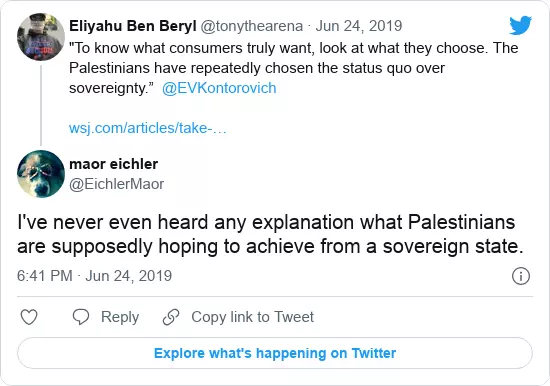 Eliyahu Ben Beryl @tonythearena · Jun 24, 2019
"To know what consumers truly want, look at what they choose. The
Palestinians have repeatedly chosen the status quo over
sovereignty.” @EVKontorovich
wsj.com/articles/take-…
maor eichler
@EichlerMaor
I've never even heard any explanation what Palestinians
are supposedly hoping to achieve from a sovereign state.
6:41 PM · Jun 24, 2019
Reply
Copy link to Tweet
Explore what's happening on Twitter